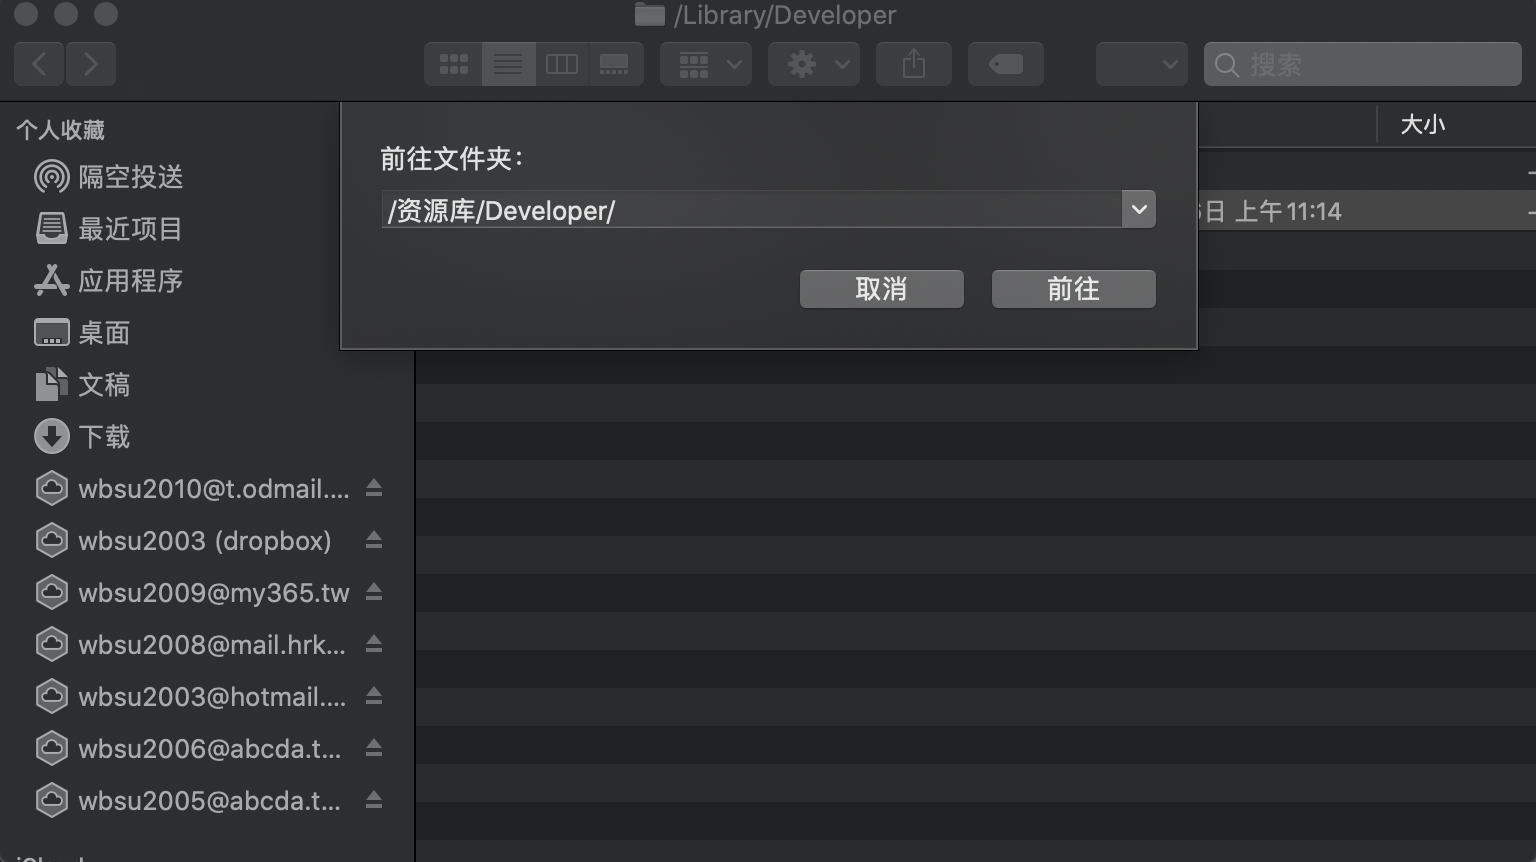 /Library/Developer
搜索
个人收藏
大小
前往文件夹:
隔空投送
/资源库/Developer/
日 上午11:14
最近项目
应用程序
取消
前往
桌面
文稿
下载
wbsu2010@t.odmail....
wbsu2003 (dropbox)
wbsu2009@my365.tw
wbsu2008@mail.hrk...
wbsu2003@hotmail....
wbsu2006@abcda.t...
wbsu2005@abcda.t...